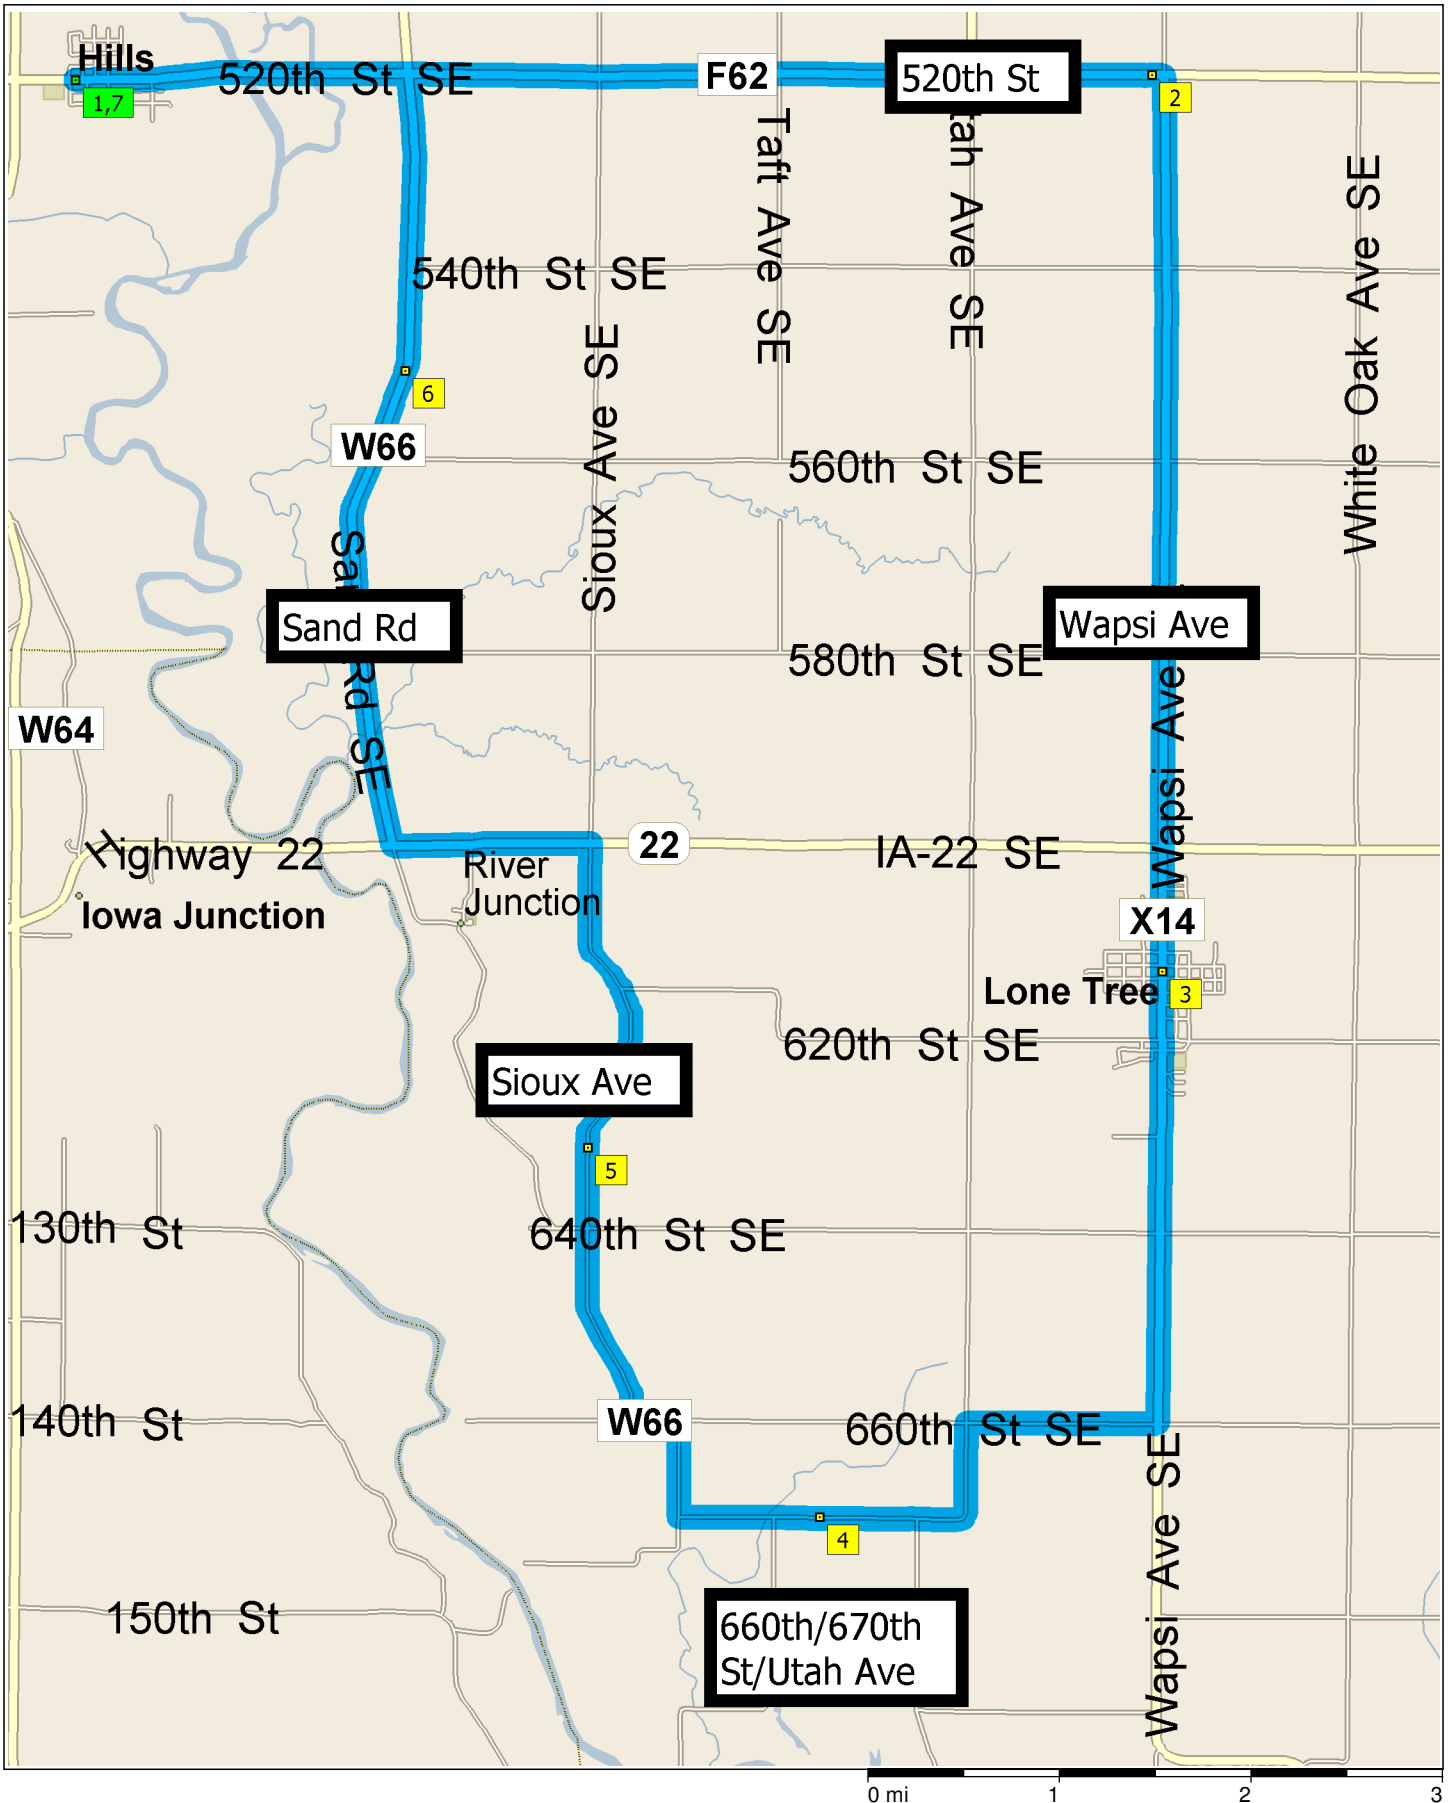 Hills
1,7
520th St SE
F62
520th St
2
Taft Ave SE
tah Ave SE
White Oak Ave SE
540th St SE
Sioux Ave SE
6
W66
560th St SE
Sand Rd
Rd SE
580th St SE
Wapsi Ave
Wapsi Ave
W64
Highway 22
22
IA-22 SE
River
Junction
Iowa Junction
X14
Lone Tree
3
620th St SE
Sioux Ave
5
130th St
640th St SE
140th St
W66
660th St SE
Wapsi Ave SE
4
150th St
660th/670th
St/Utah Ave
0 mi
1
2
3